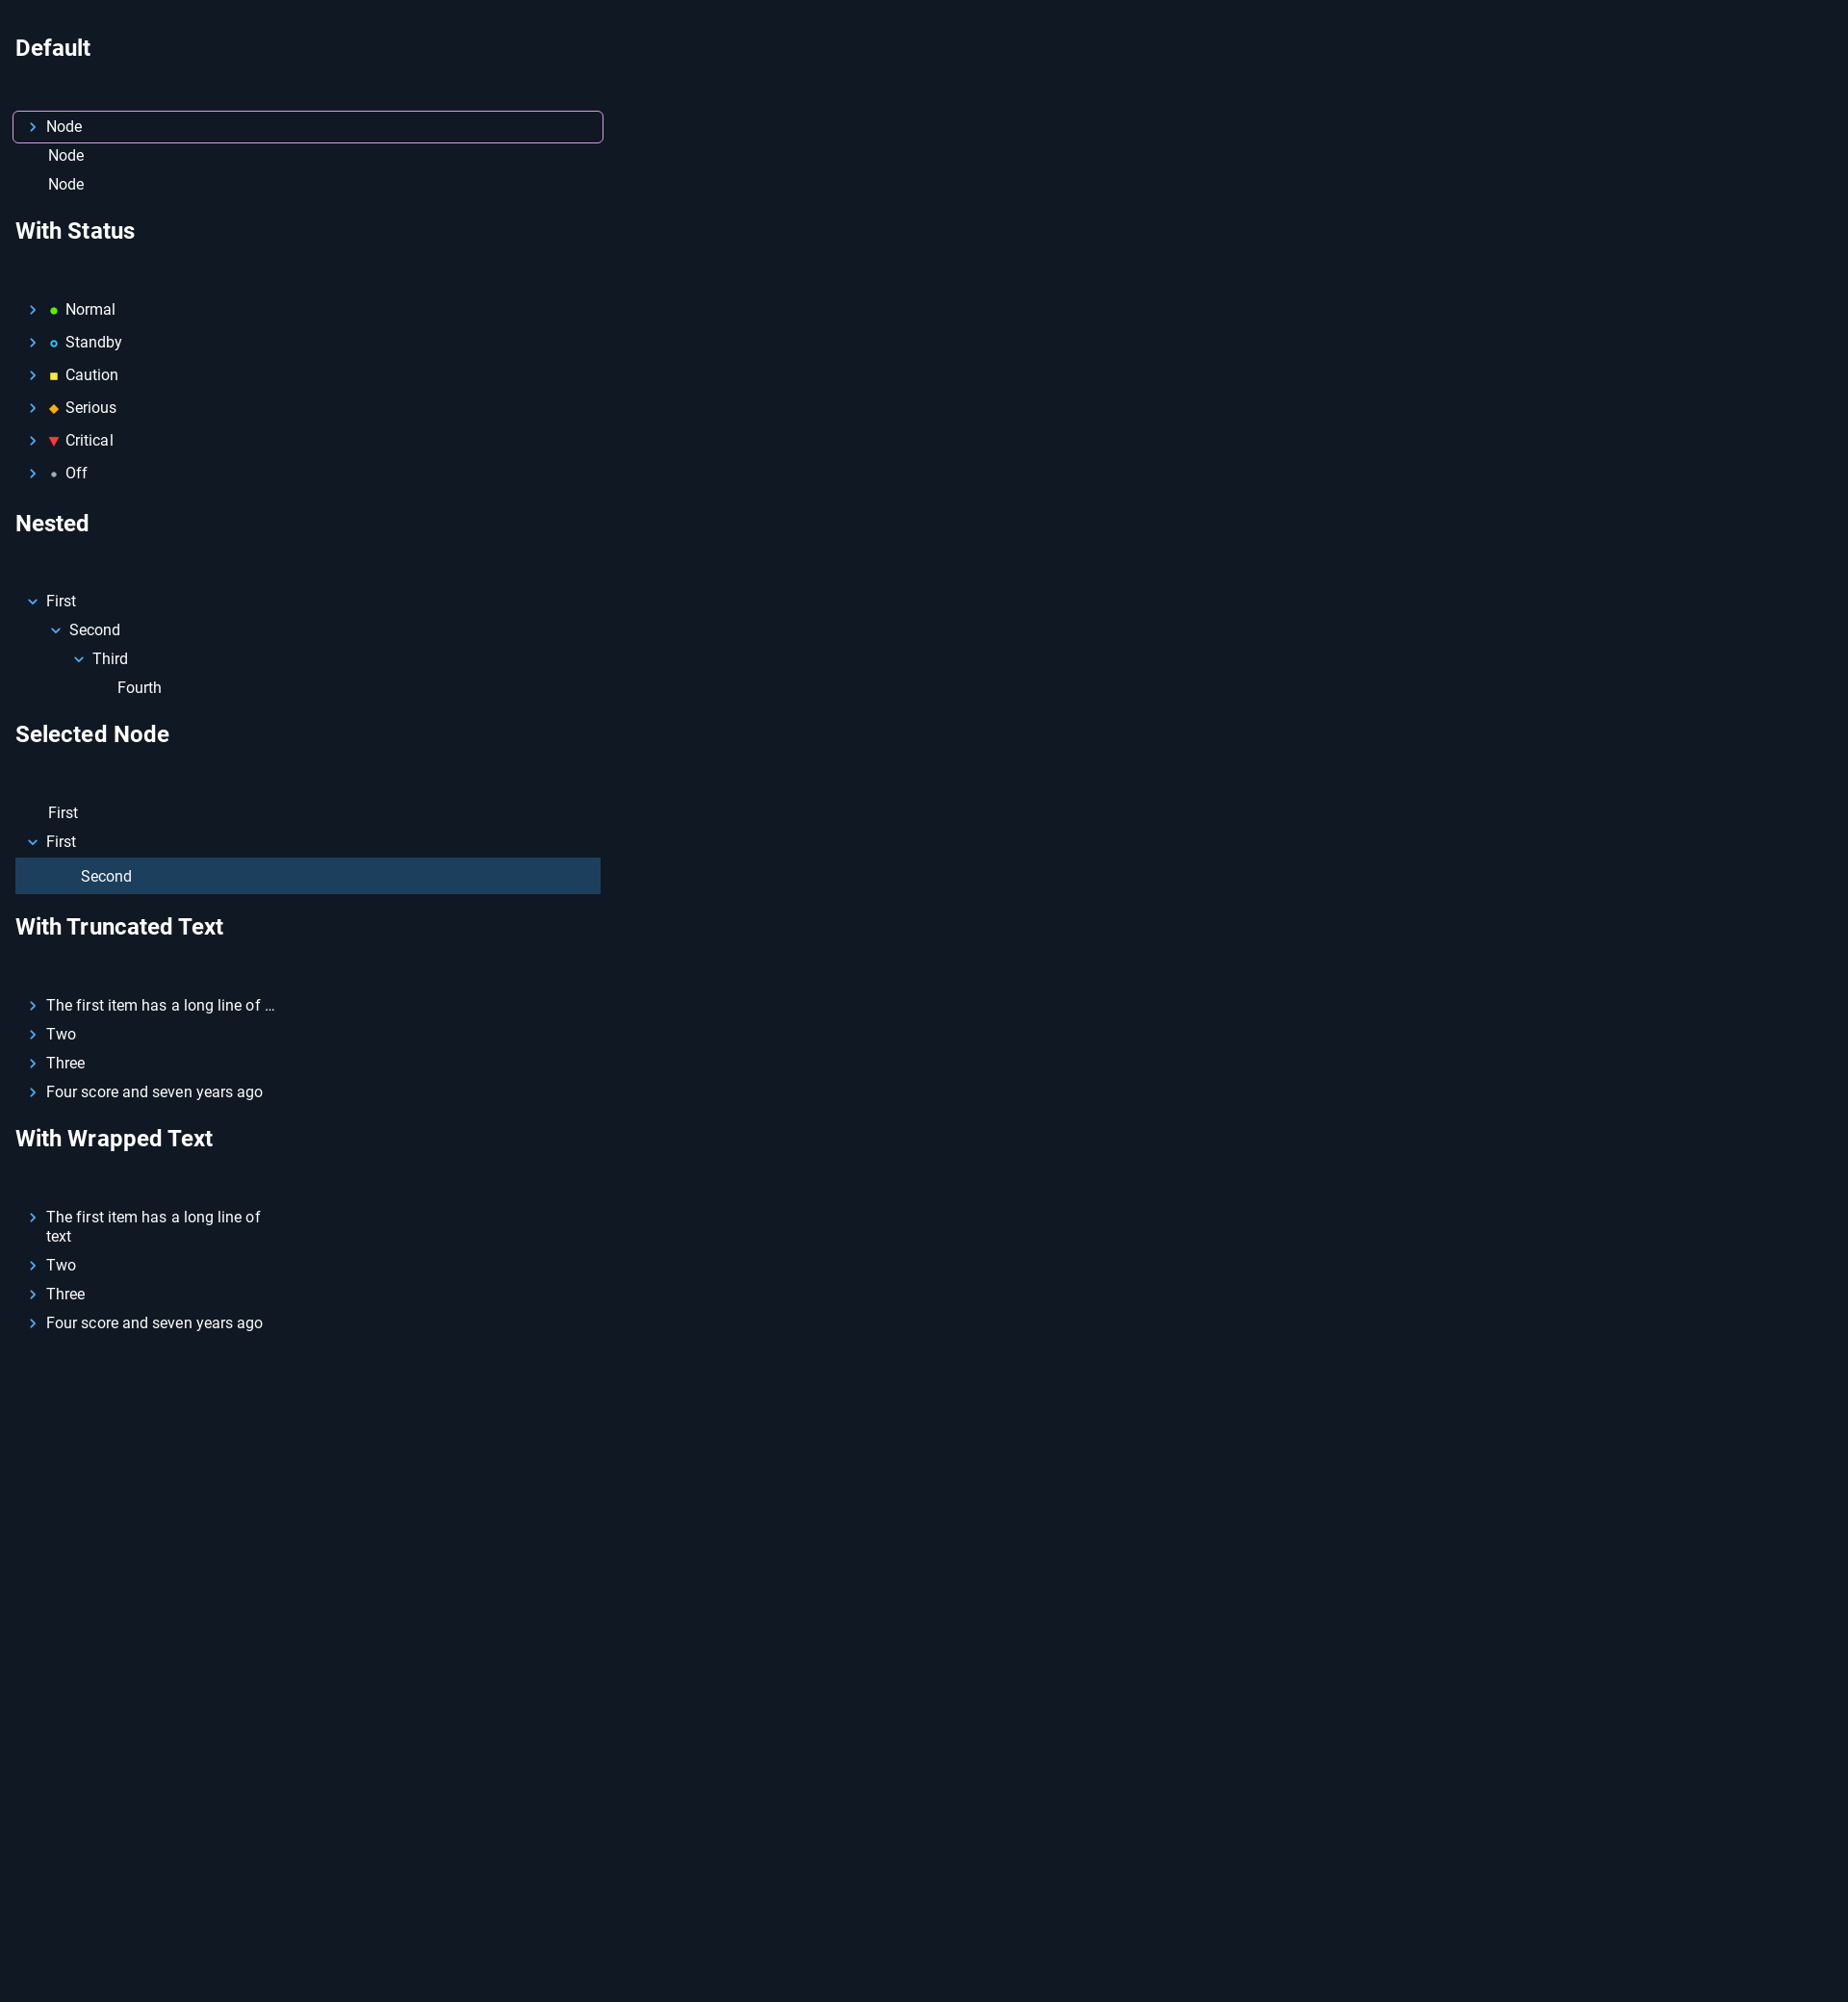 Default
Node
Node
Node
With Status
Normal
Standby
Caution
Serious
Critical
Off
Nested
First
Second
Third
Fourth
Selected Node
First
First
Second
With Truncated Text
The first item has a long line of ...
Two
Three
Four score and seven years ago
With Wrapped Text
The first item has a long line of
text
Two
Three
Four score and seven years ago